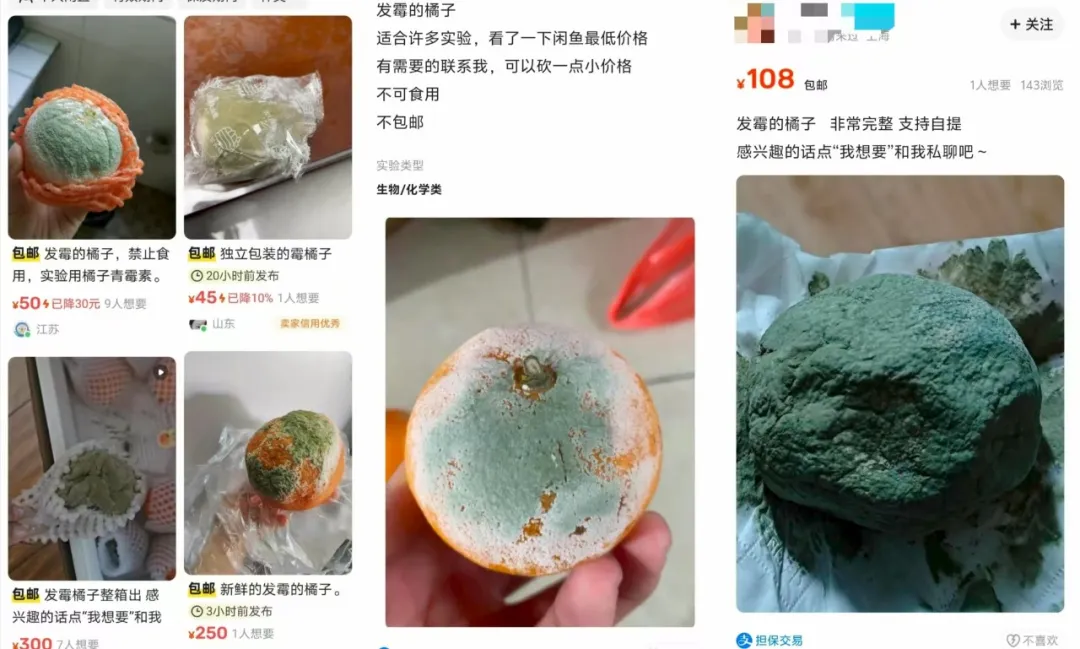 包邮 发霉的橘子，禁止食
用，实验用橘子青霉素。
¥50 已降30元 9人想要
江苏
包邮 独立包装的霉橘子
20小时前发布
¥45 已降10% 1人想要
山东 卖家信用优秀
包邮 发霉橘子整箱出 感
兴趣的话点“我想要”和我
¥300 7人想要
包邮 新鲜的发霉的橘子。
3小时前发布
¥250 1人想要
发霉的橘子
适合许多实验，看了一下闲鱼最低价格
有需要的联系我，可以砍一点小价格
不可食用
不包邮
实验类型
生物/化学类
+ 关注
¥108 包邮 1人想要 143浏览
发霉的橘子 非常完整 支持自提
感兴趣的话点“我想要”和我私聊吧～
担保交易 不喜欢